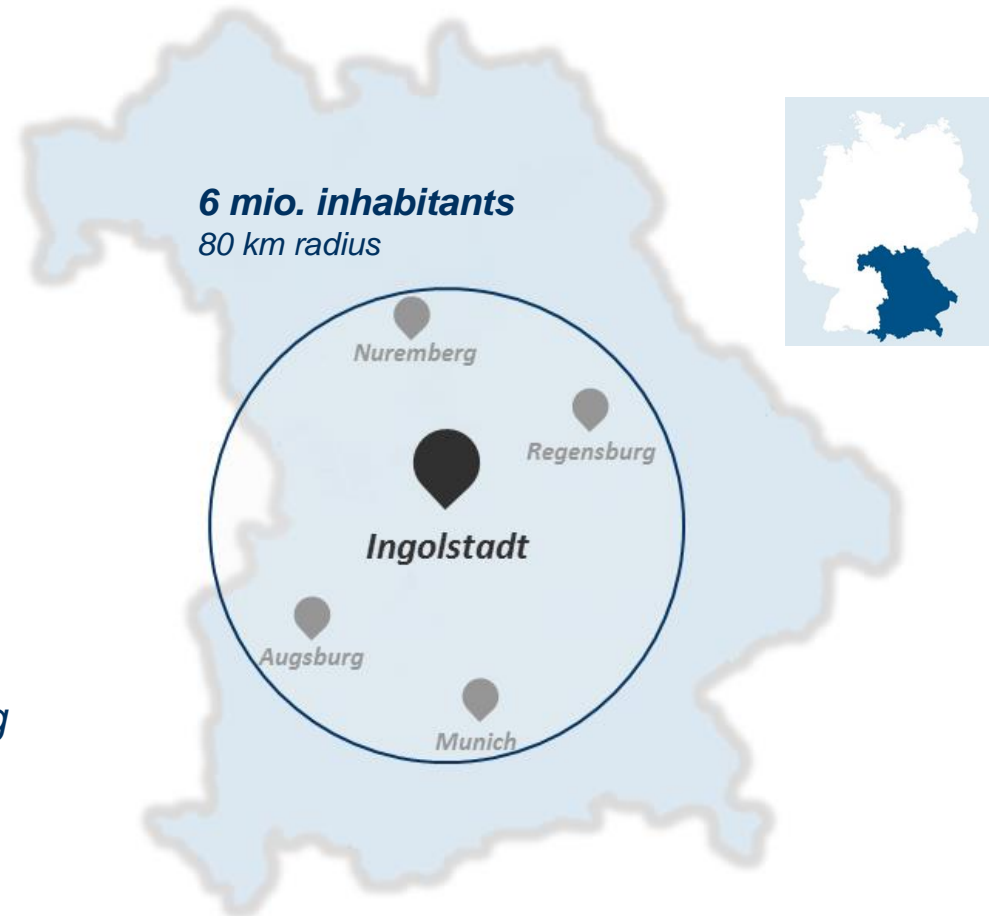 6 mio. inhabitants
80 km radius
Nuremberg
Regensburg
Ingolstadt
Augsburg
g
Munich